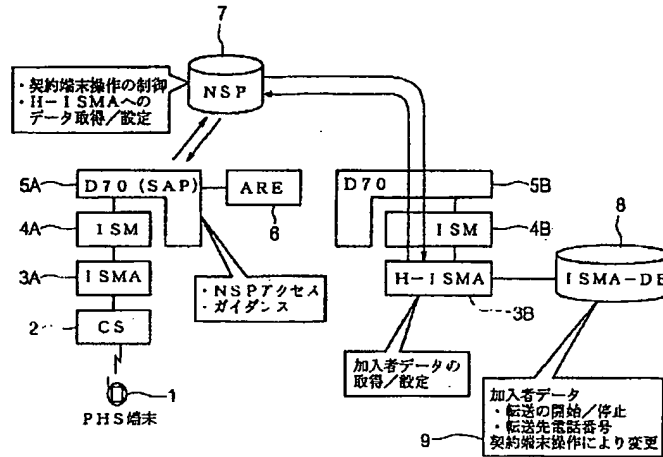 7
・契約端末操作の制御
・H－ISMAへの
データ取得／設定
NSP
5A
D70(SAP)
ARE
6
D70
5B
4A
ISM
ISM
4B
8
3A
ISMA
・NSPアクセス
・ガイダンス
H－ISMA
ISMA－DB
3B
2
CS
加入者データの
取得／設定
1
PHS端末
加入者データ
・転送の開始／停止
・転送先電話番号
契約端末操作により変更
9